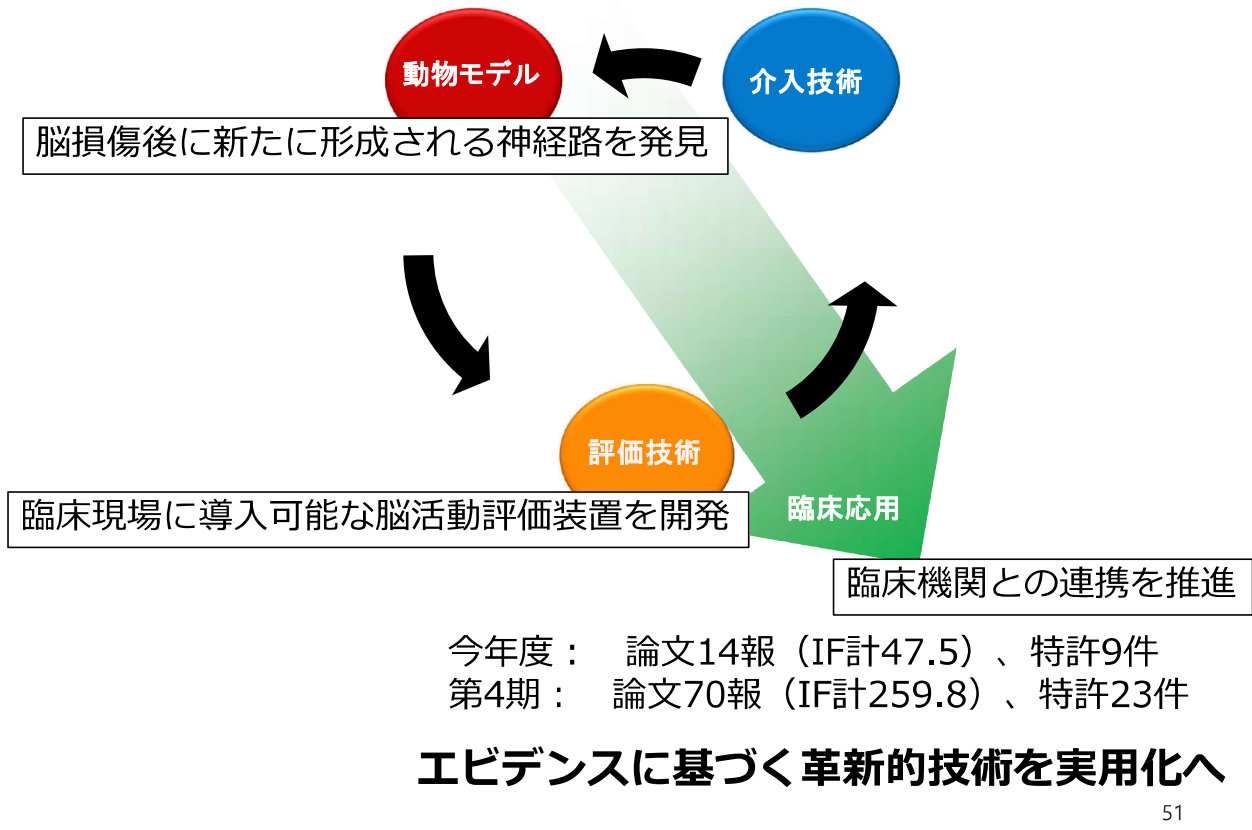 動物モデル
介入技術
脳損傷後に新たに形成される神経路を発見
評価技術
臨床現場に導入可能な脳活動評価装置を開発
臨床応用
臨床機関との連携を推進
今年度： 論文14報（IF計47.5）、特許9件
第4期： 論文70報（IF計259.8）、特許23件
エビデンスに基づく革新的技術を実用化へ
51